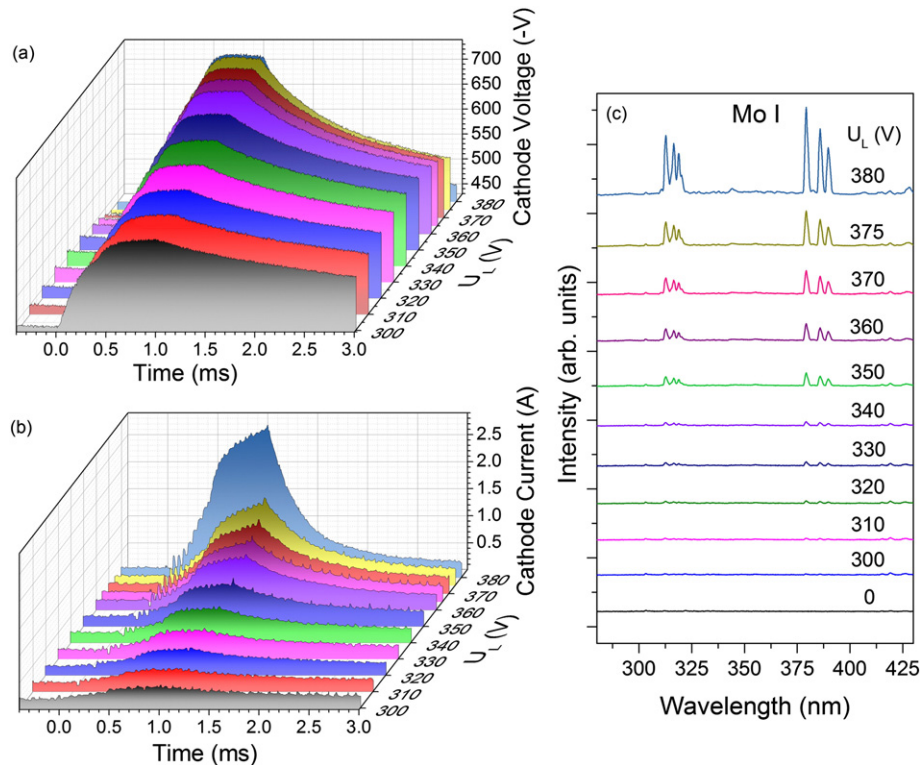 (a)
700
650
600
550
500
450
Cathode Voltage (-V)
380
370
360
350
340
330
320
310
300
U_L (V)
0.0 0.5 1.0 1.5 2.0 2.5 3.0
Time (ms)
(b)
2.5
2.0
1.5
1.0
0.5
Cathode Current (A)
380
370
360
350
340
330
320
310
300
U_L (V)
0.0 0.5 1.0 1.5 2.0 2.5 3.0
Time (ms)
(c)
Mo I
U_L (V)
380
375
370
360
350
340
330
320
310
300
0
Intensity (arb. units)
300 325 350 375 400 425
Wavelength (nm)